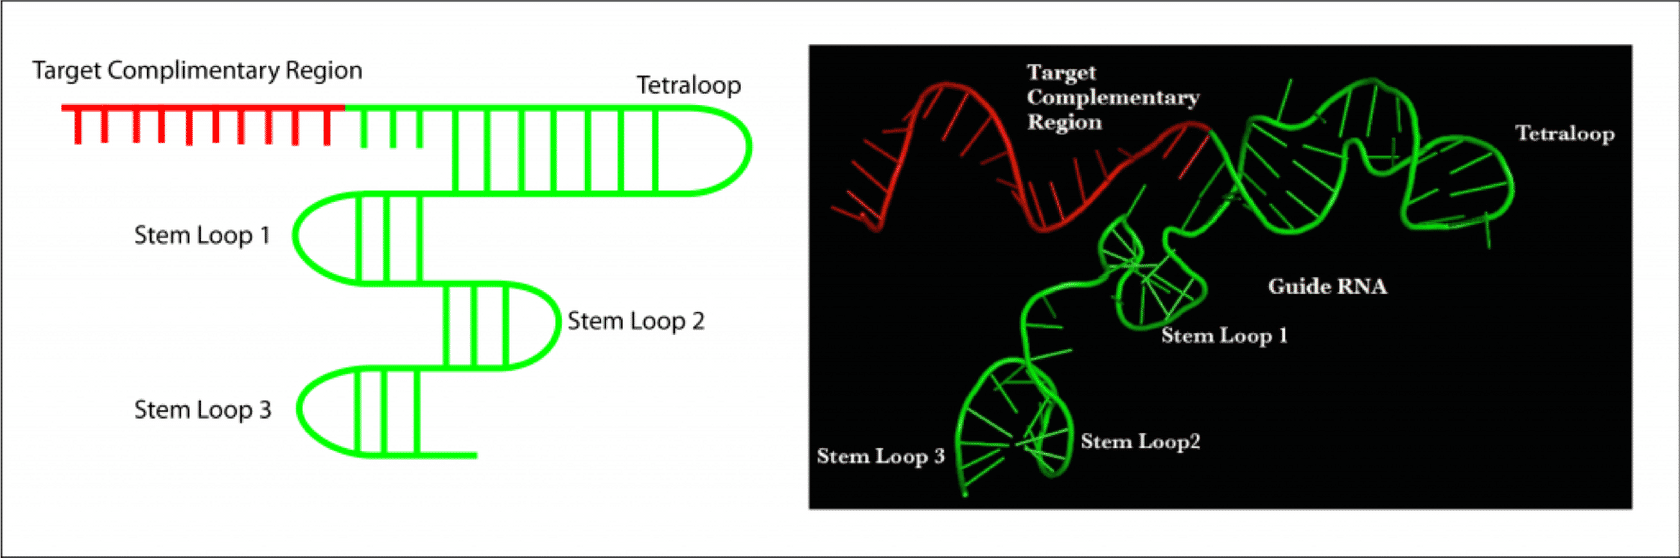 Target Complimentary Region
Tetraloop
Stem Loop 1
Stem Loop 2
Stem Loop 3
Target
Complementary
Region
Tetraloop
Guide RNA
Stem Loop 1
Stem Loop2
Stem Loop 3